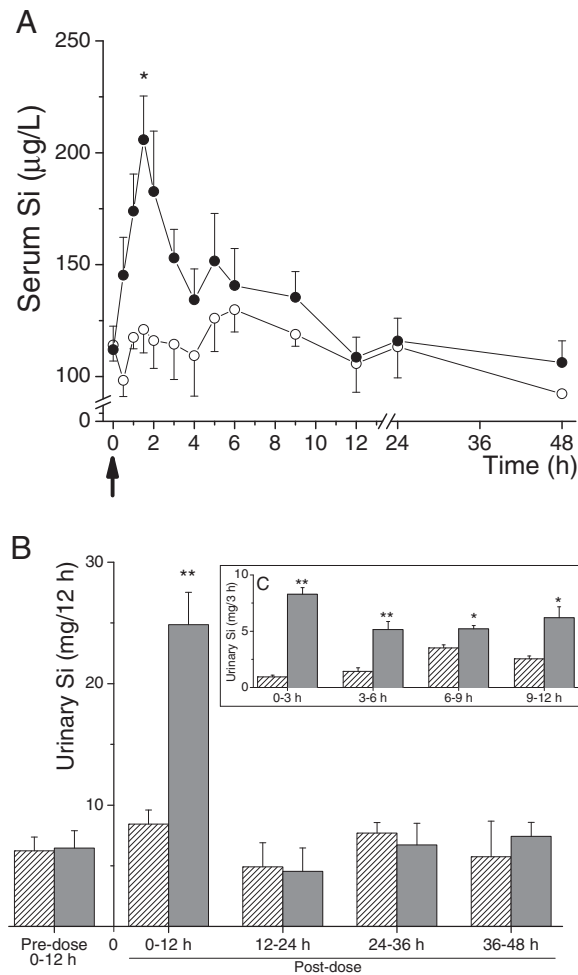 A
250
200
150
100
0
Serum Si (µg/L)
*
0 2 4 6 8 10 12 24 36 48
Time (h)
B
30
20
10
Urinary Si (mg/12 h)
**
C
10
5
0
Urinary Si (mg/3 h)
** ** * *
0-3 h 3-6 h 6-9 h 9-12 h
Pre-dose 0 0-12 h 12-24 h 24-36 h 36-48 h
0-12 h
Post-dose